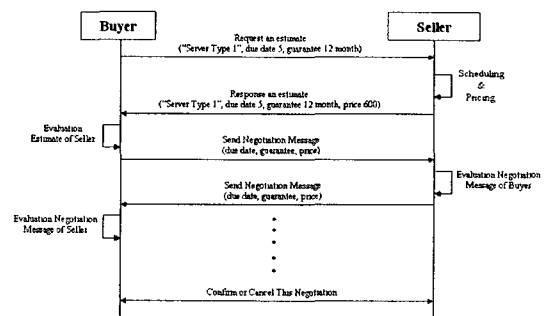 Buyer
Seller
Request an estimate
("Server Type 1", due date 5, guarantee 12 month)
Scheduling
&
Pricing
Response an estimate
("Server Type 1", due date 5, guarantee 12 month, price 600)
Evaluation
Estimate of Seller
Send Negotiation Message
(due date, guarantee, price)
Evaluation Negotiation
Message of Buyer
Send Negotiation Message
(due date, guarantee, price)
Evaluation Negotiation
Message of Seller
Confirm or Cancel This Negotiation